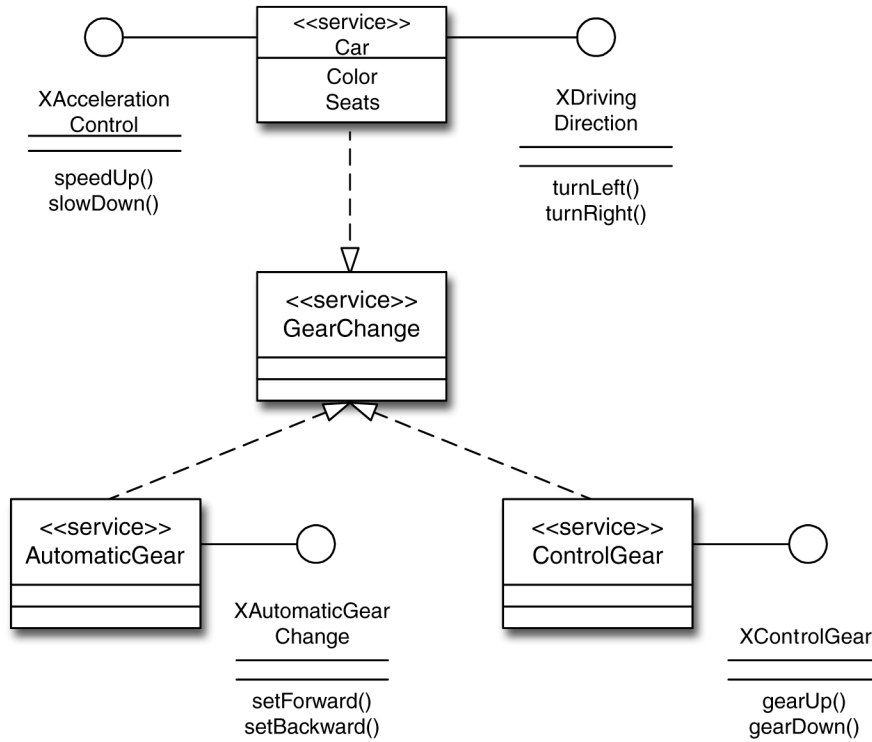 <<service>>
Car
Color
Seats
XAcceleration
Control
speedUp()
slowDown()
XDriving
Direction
turnLeft()
turnRight()
<<service>>
GearChange
<<service>>
AutomaticGear
XAutomaticGear
Change
setForward()
setBackward()
<<service>>
ControlGear
XControlGear
gearUp()
gearDown()